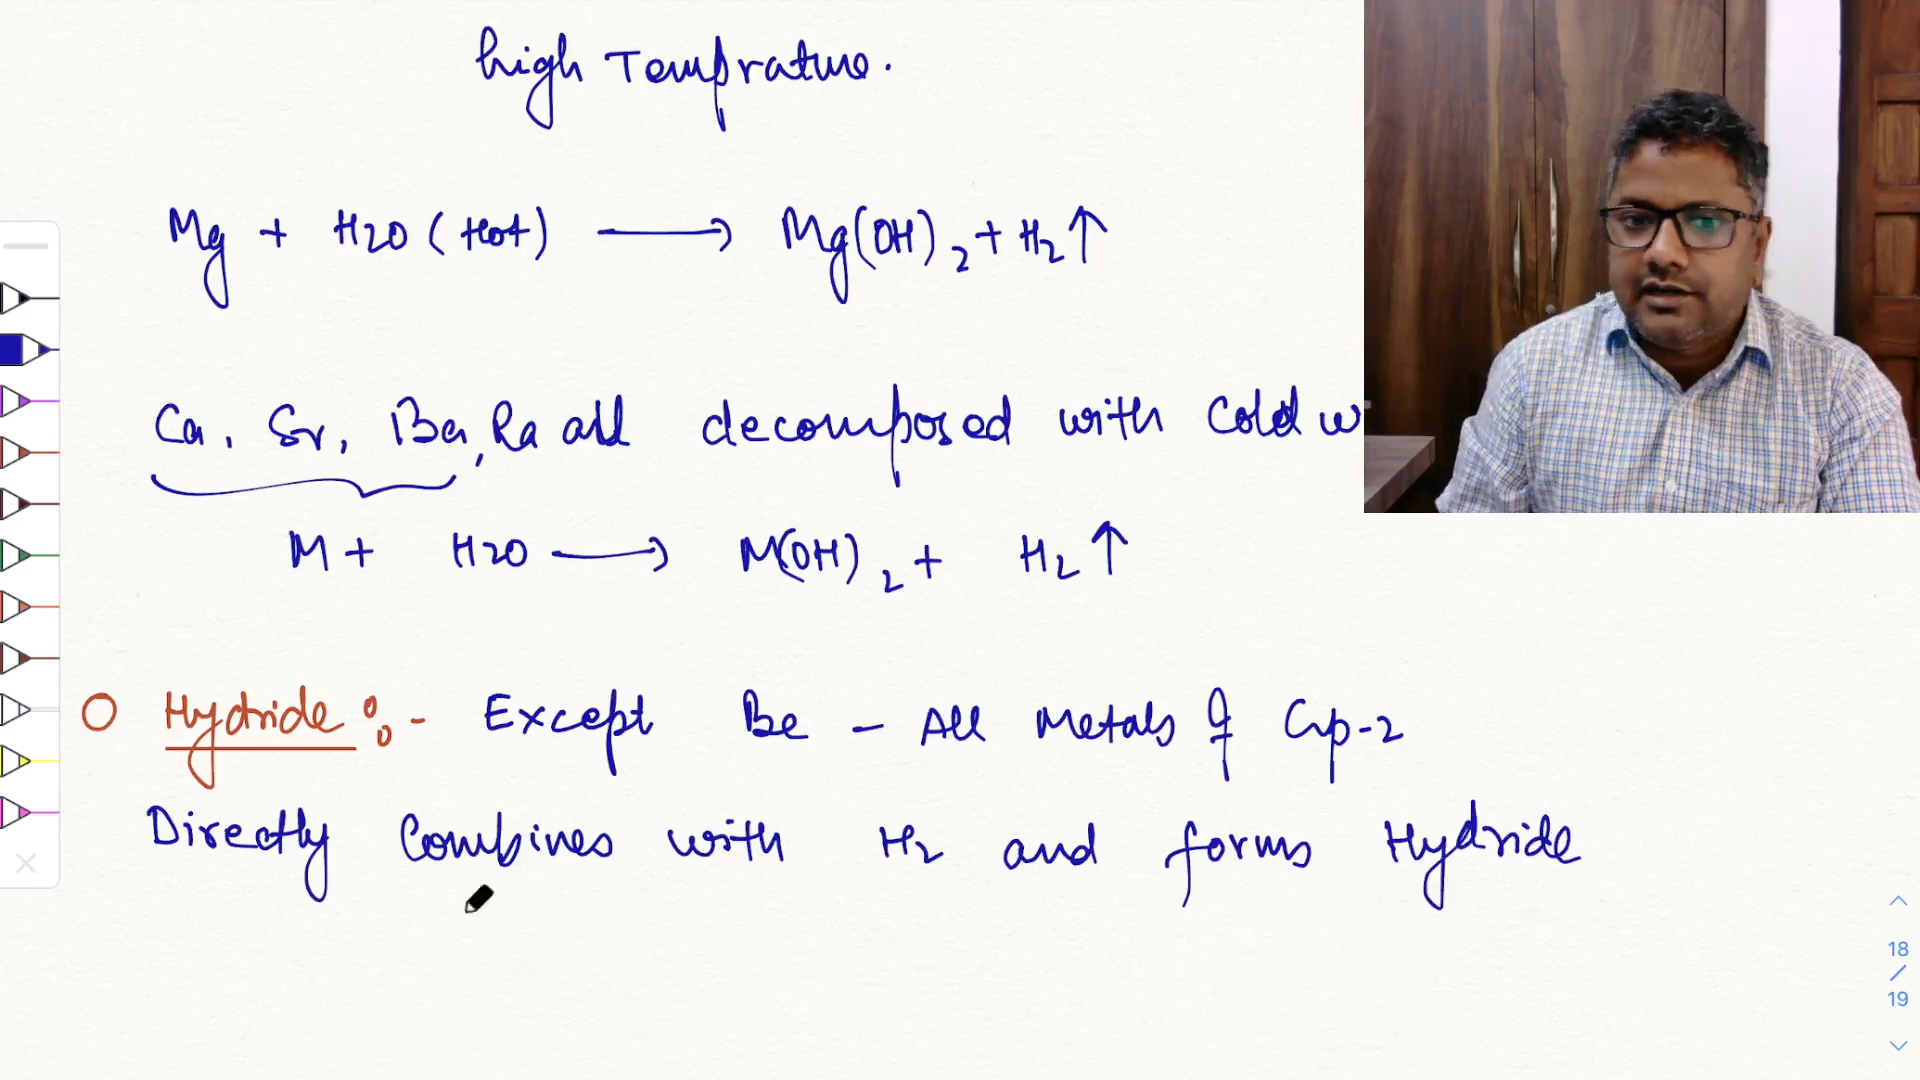 high Temprature.
Mg + H2O (Hot) ⟶ Mg(OH)₂ + H₂↑
Ca, Sr, Ba, Ra all decomposed with Cold w
M + H2O ⟶ M(OH)₂ + H₂↑
O Hydride :- Except Be - All Metals of Gp-2
Directly Combines with H₂ and forms Hydride
18
/
19